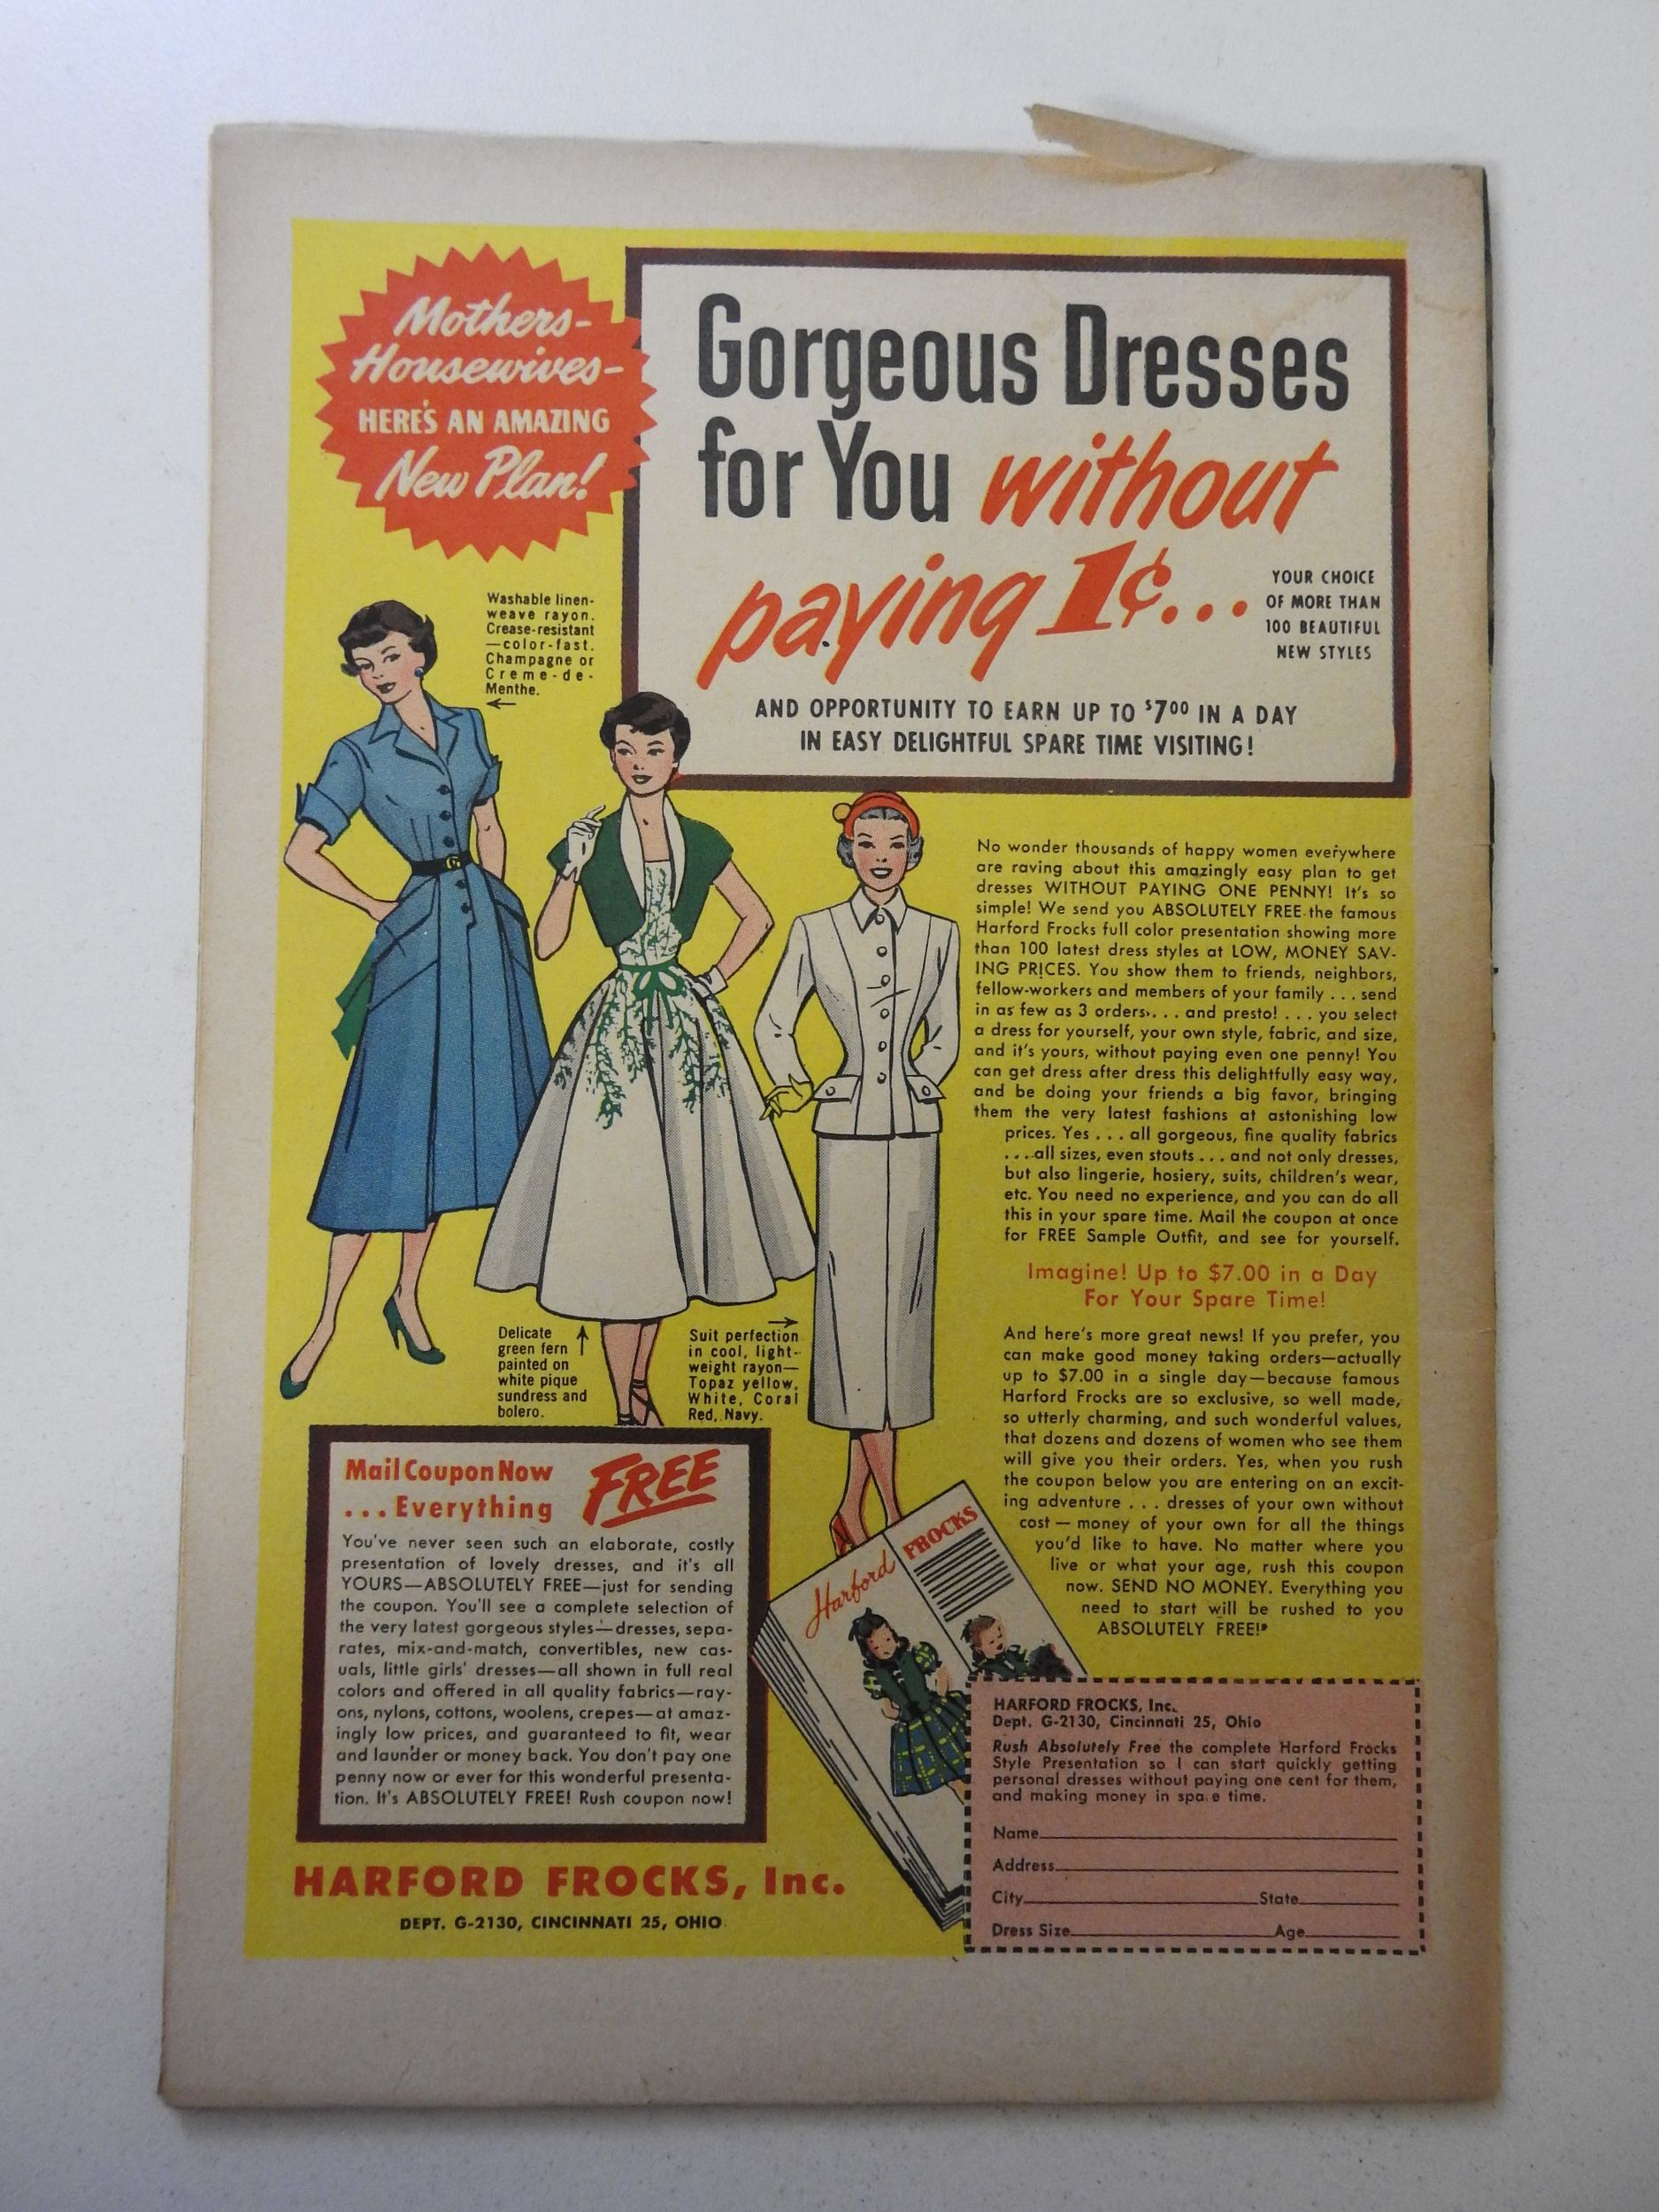 Mothers-
Housewives-
HERE'S AN AMAZING
New Plan!
Gorgeous Dresses
for You without
paying 1¢...
YOUR CHOICE
OF MORE THAN
100 BEAUTIFUL
NEW STYLES
AND OPPORTUNITY TO EARN UP TO $7.00 IN A DAY
IN EASY DELIGHTFUL SPARE TIME VISITING!
Washable linen-
weave rayon.
Crease-resistant
—color-fast.
Champagne or
Creme-de-
Menthe.
No wonder thousands of happy women everywhere
are raving about this amazingly easy plan to get
dresses WITHOUT PAYING ONE PENNY! It's so
simple! We send you ABSOLUTELY FREE the famous
Harford Frocks full color presentation showing more
than 100 latest dress styles at LOW, MONEY SAV-
ING PRICES. You show them to friends, neighbors,
fellow-workers and members of your family . . . send
in as few as 3 orders . . . and presto! . . . you select
a dress for yourself, your own style, fabric, and size,
and it's yours, without paying even one penny! You
can get dress after dress this delightfully easy way,
and be doing your friends a big favor, bringing
them the very latest fashions at astonishing low
prices. Yes . . . all gorgeous, fine quality fabrics
. . . all sizes, even stouts . . . and not only dresses,
but also lingerie, hosiery, suits, children's wear,
etc. You need no experience, and you can do all
this in your spare time. Mail the coupon at once
for FREE Sample Outfit, and see for yourself.
Imagine! Up to $7.00 in a Day
For Your Spare Time!
And here's more great news! If you prefer, you
can make good money taking orders—actually
up to $7.00 in a single day—because famous
Harford Frocks are so exclusive, so well made,
so utterly charming, and such wonderful values,
that dozens and dozens of women who see them
will give you their orders. Yes, when you rush
the coupon below you are entering on an excit-
ing adventure . . . dresses of your own without
cost — money of your own for all the things
you'd like to have. No matter where you
live or what your age, rush this coupon
now. SEND NO MONEY. Everything you
need to start will be rushed to you
ABSOLUTELY FREE!
Delicate
green fern
painted on
white pique
sundress and
bolero.
Suit perfection
in cool, light-
weight rayon—
Topaz yellow,
White, Coral
Red, Navy.
Mail Coupon Now
...Everything FREE
You've never seen such an elaborate, costly
presentation of lovely dresses, and it's all
YOURS—ABSOLUTELY FREE—just for sending
the coupon. You'll see a complete selection of
the very latest gorgeous styles—dresses, sepa-
rates, mix-and-match, convertibles, new cas-
uals, little girls' dresses—all shown in full real
colors and offered in all quality fabrics—ray-
ons, nylons, cottons, woolens, crepes—at amaz-
ingly low prices, and guaranteed to fit, wear
and launder or money back. You don't pay one
penny now or ever for this wonderful presenta-
tion. It's ABSOLUTELY FREE! Rush coupon now!
Harford FROCKS
HARFORD FROCKS, Inc.
DEPT. G-2130, CINCINNATI 25, OHIO
HARFORD FROCKS, Inc.
Dept. G-2130, Cincinnati 25, Ohio
Rush Absolutely Free the complete Harford Frocks
Style Presentation so I can start quickly getting
personal dresses without paying one cent for them,
and making money in spare time.
Name
Address
City State
Dress Size Age